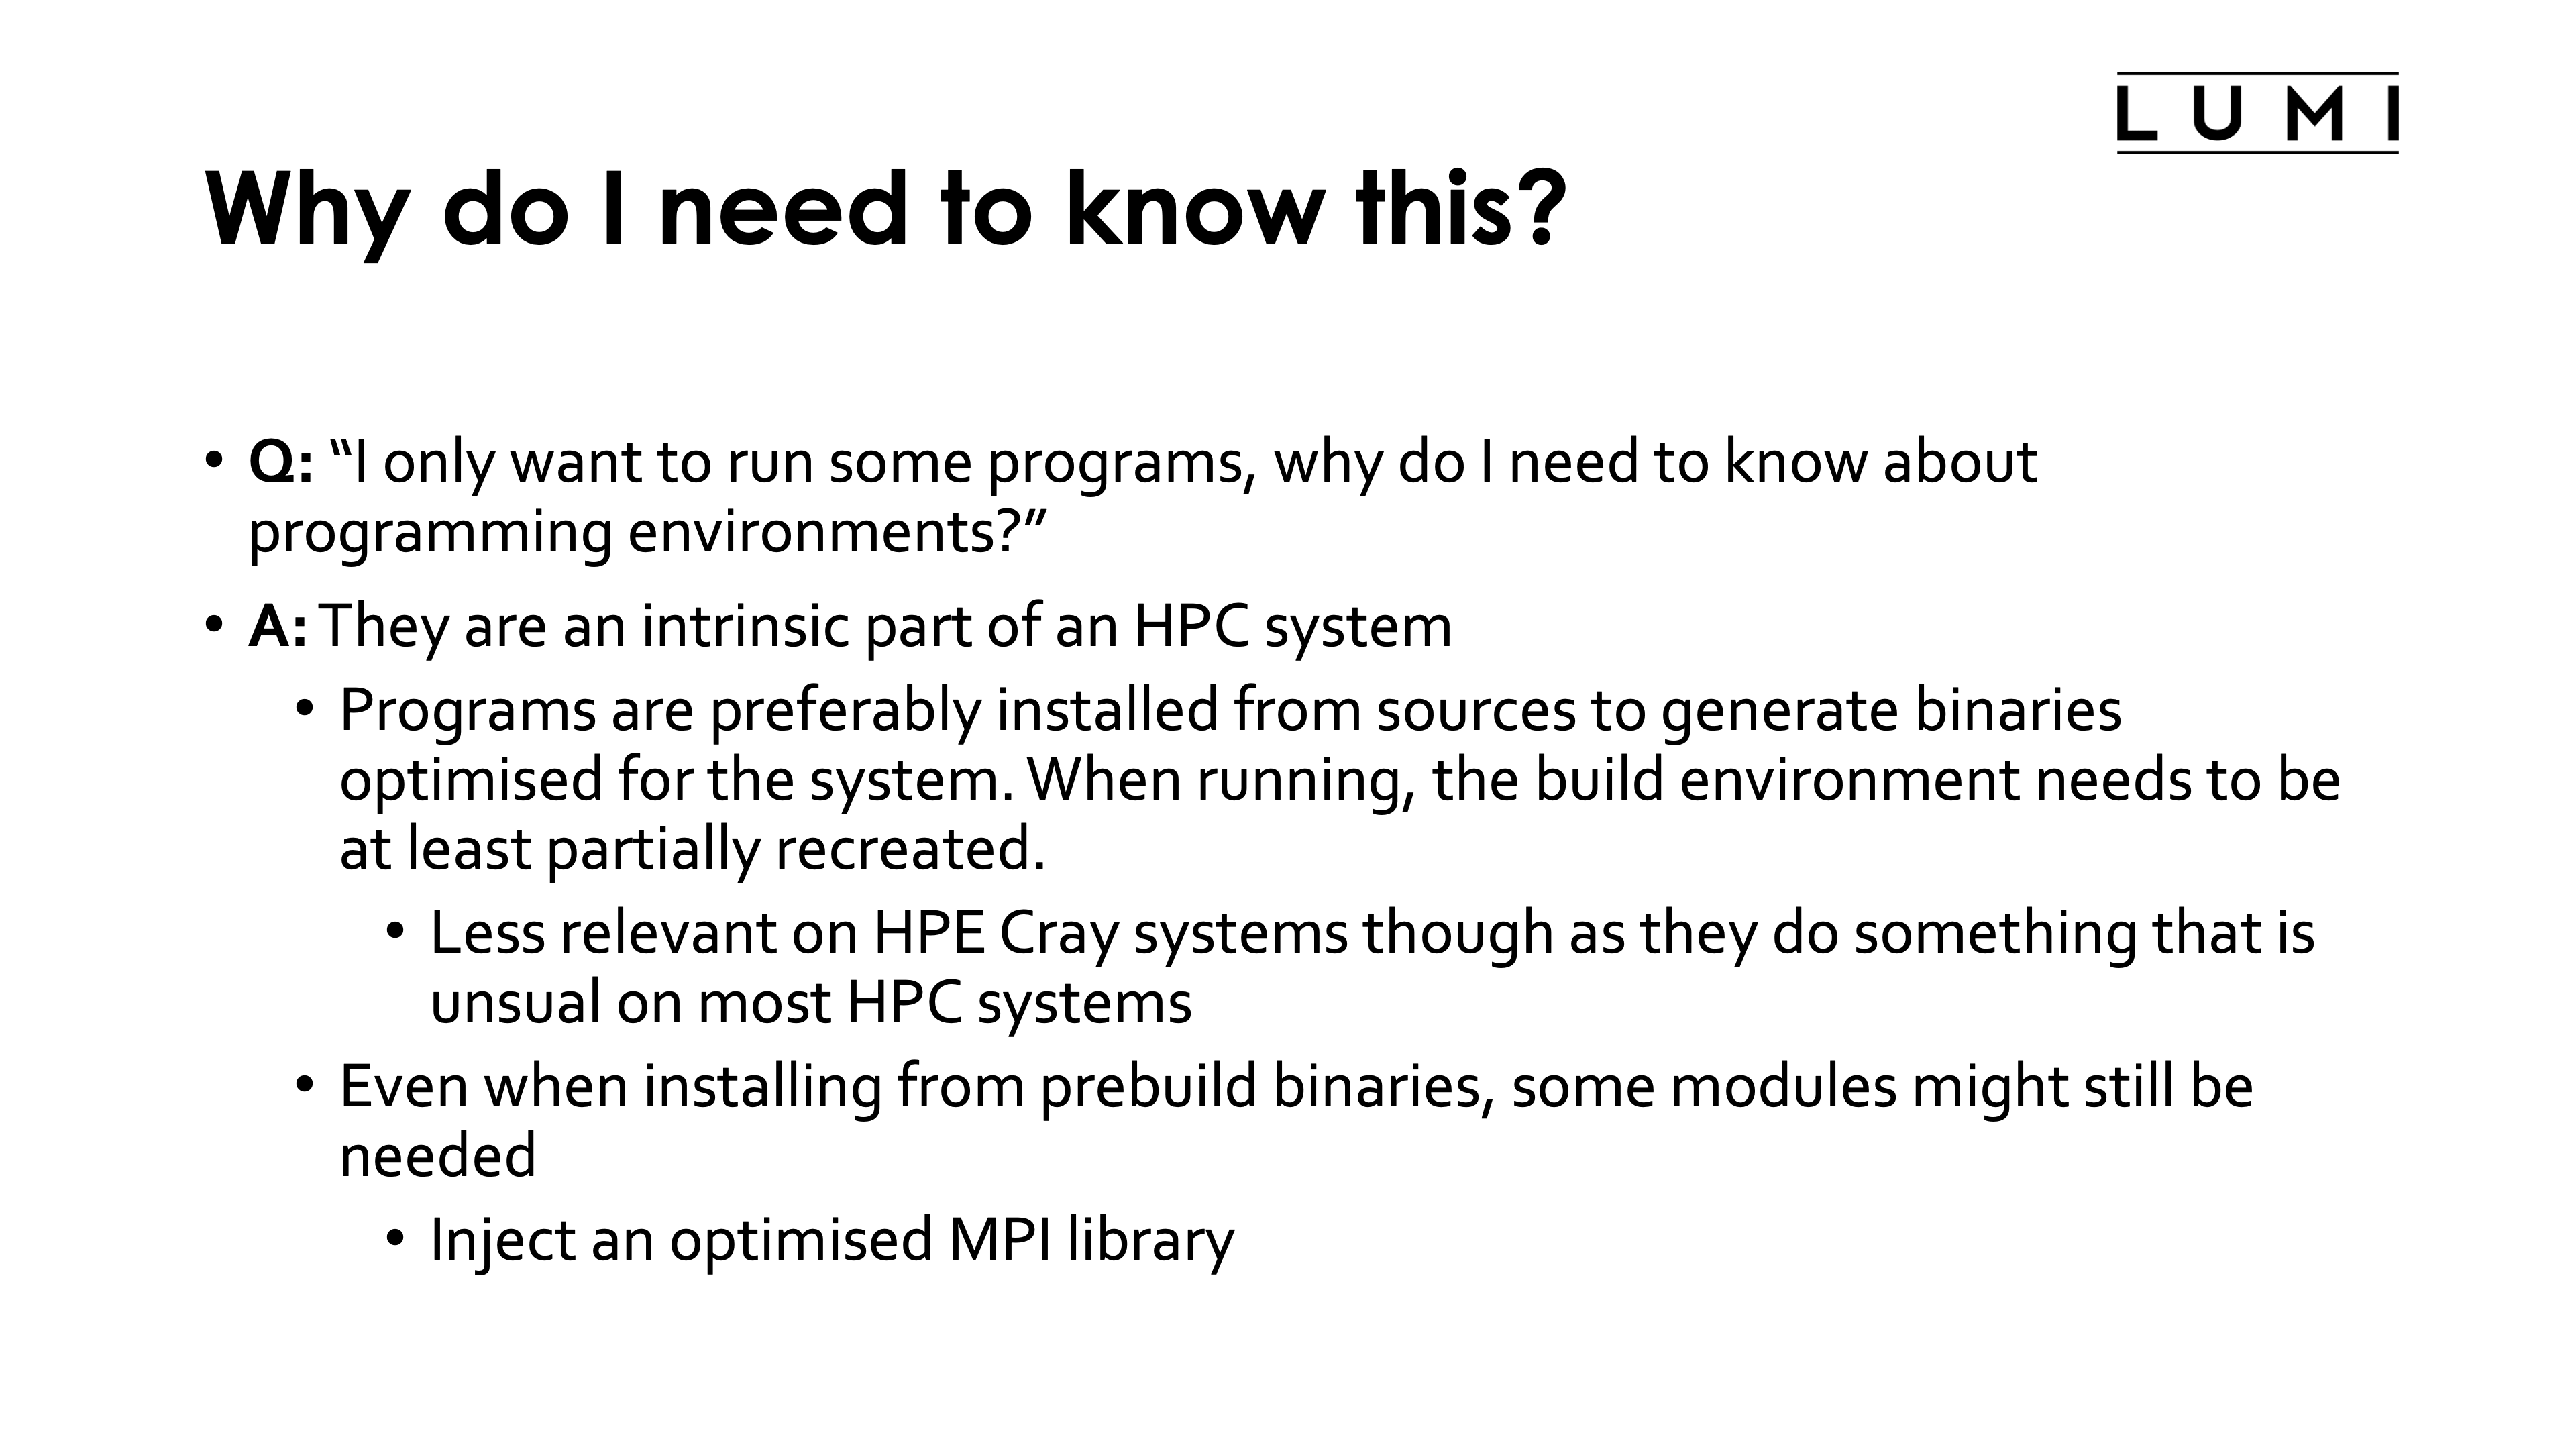 L U M I
Why do I need to know this?
• Q: “I only want to run some programs, why do I need to know about
programming environments?”
• A: They are an intrinsic part of an HPC system
• Programs are preferably installed from sources to generate binaries
optimised for the system. When running, the build environment needs to be
at least partially recreated.
• Less relevant on HPE Cray systems though as they do something that is
unsual on most HPC systems
• Even when installing from prebuild binaries, some modules might still be
needed
• Inject an optimised MPI library